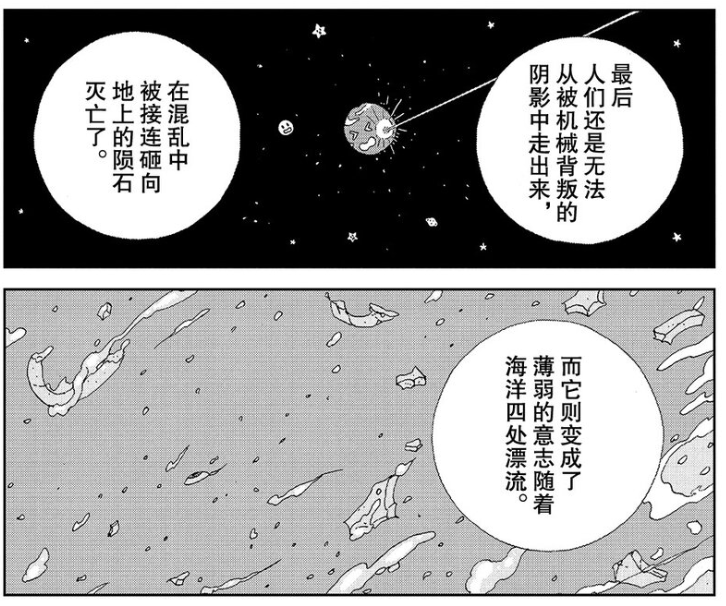 最后
人们还是无法
从被机械背叛的
阴影中走出来，
在混乱中
被接连砸向
地上的陨石
灭亡了。
而它则变成了
薄弱的意志随着
海洋四处漂流。